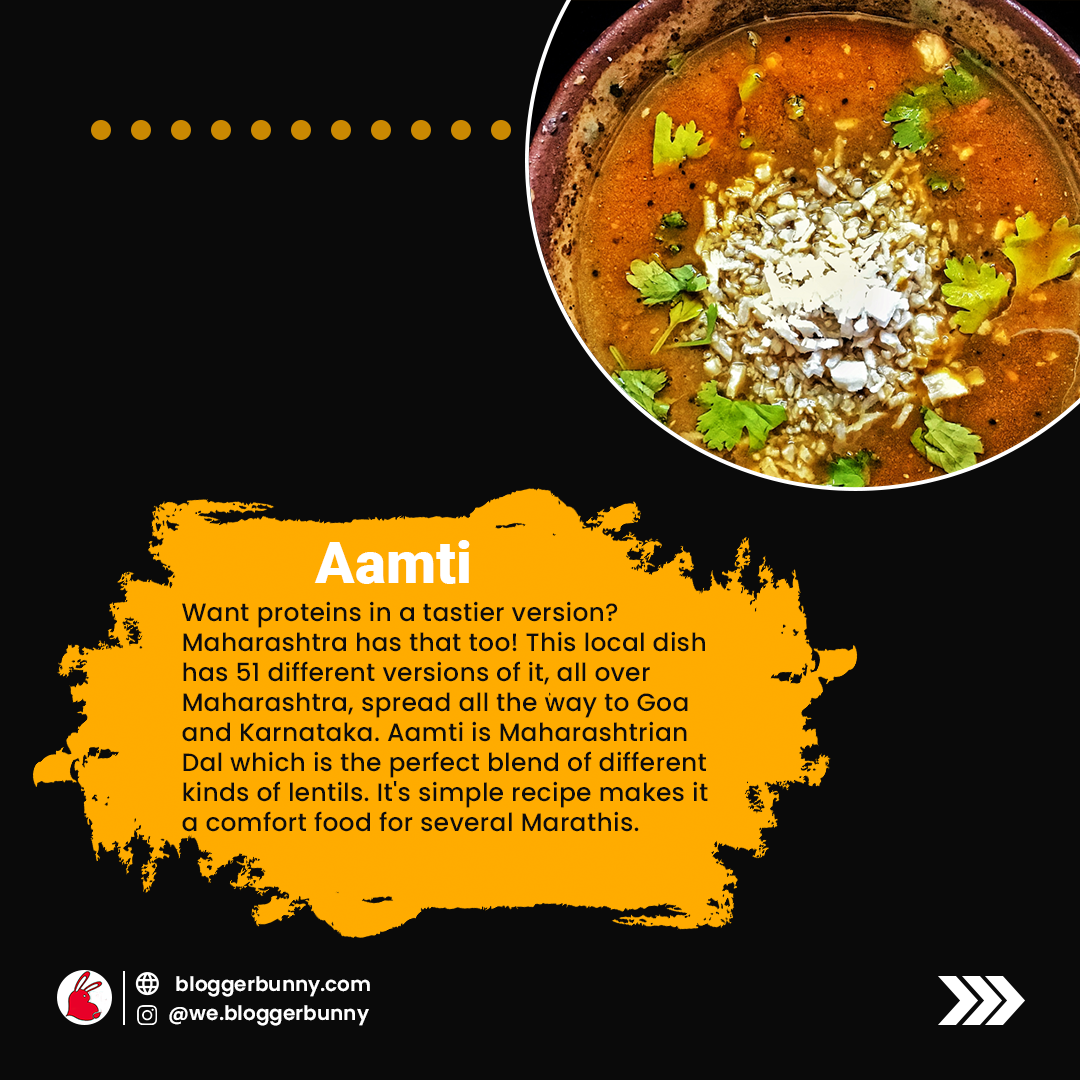 Aamti
Want proteins in a tastier version?
Maharashtra has that too! This local dish
has 51 different versions of it, all over
Maharashtra, spread all the way to Goa
and Karnataka. Aamti is Maharashtrian
Dal which is the perfect blend of different
kinds of lentils. It's simple recipe makes it
a comfort food for several Marathis.
bloggerbunny.com
@we.bloggerbunny